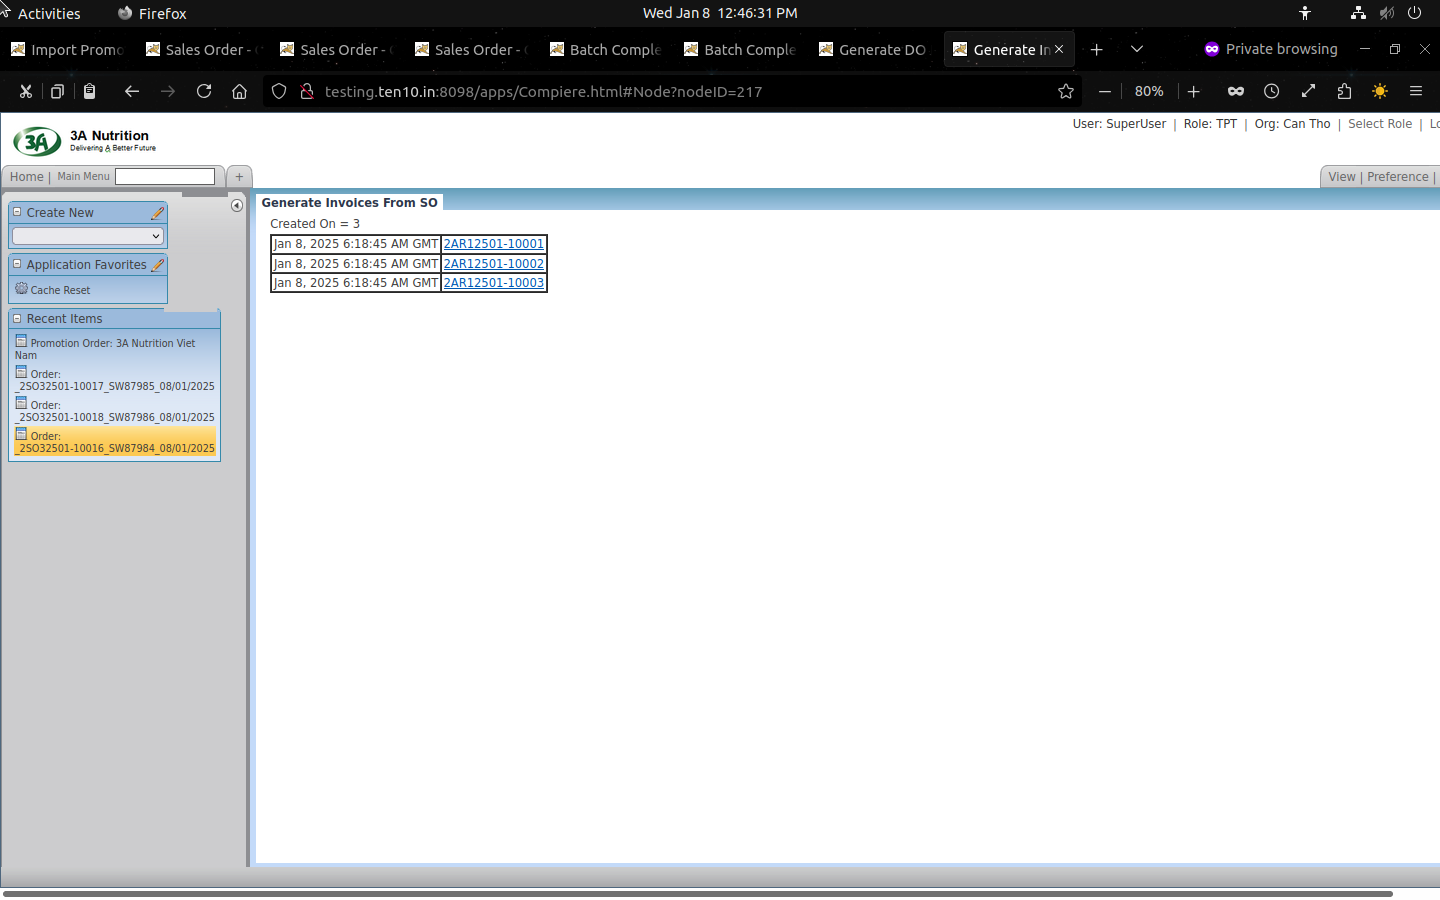 Activities
Firefox
Wed Jan 8 12:46:31 PM
Import Promo
Sales Order -
Sales Order -
Sales Order -
Batch Comple
Batch Comple
Generate DO
Generate In
Private browsing
testing.ten10.in:8098/apps/Compiere.html#Node?nodeID=217
80%
3A
3A Nutrition
Delivering A Better Future
User: SuperUser | Role: TPT | Org: Can Tho | Select Role | Lo
Home | Main Menu
+
View | Preference |
Create New
Application Favorites
Cache Reset
Recent Items
Promotion Order: 3A Nutrition Viet
Nam
Order:
_2SO32501-10017_SW87985_08/01/2025
Order:
_2SO32501-10018_SW87986_08/01/2025
Order:
_2SO32501-10016_SW87984_08/01/2025
Generate Invoices From SO
Created On = 3
Jan 8, 2025 6:18:45 AM GMT 2AR12501-10001
Jan 8, 2025 6:18:45 AM GMT 2AR12501-10002
Jan 8, 2025 6:18:45 AM GMT 2AR12501-10003